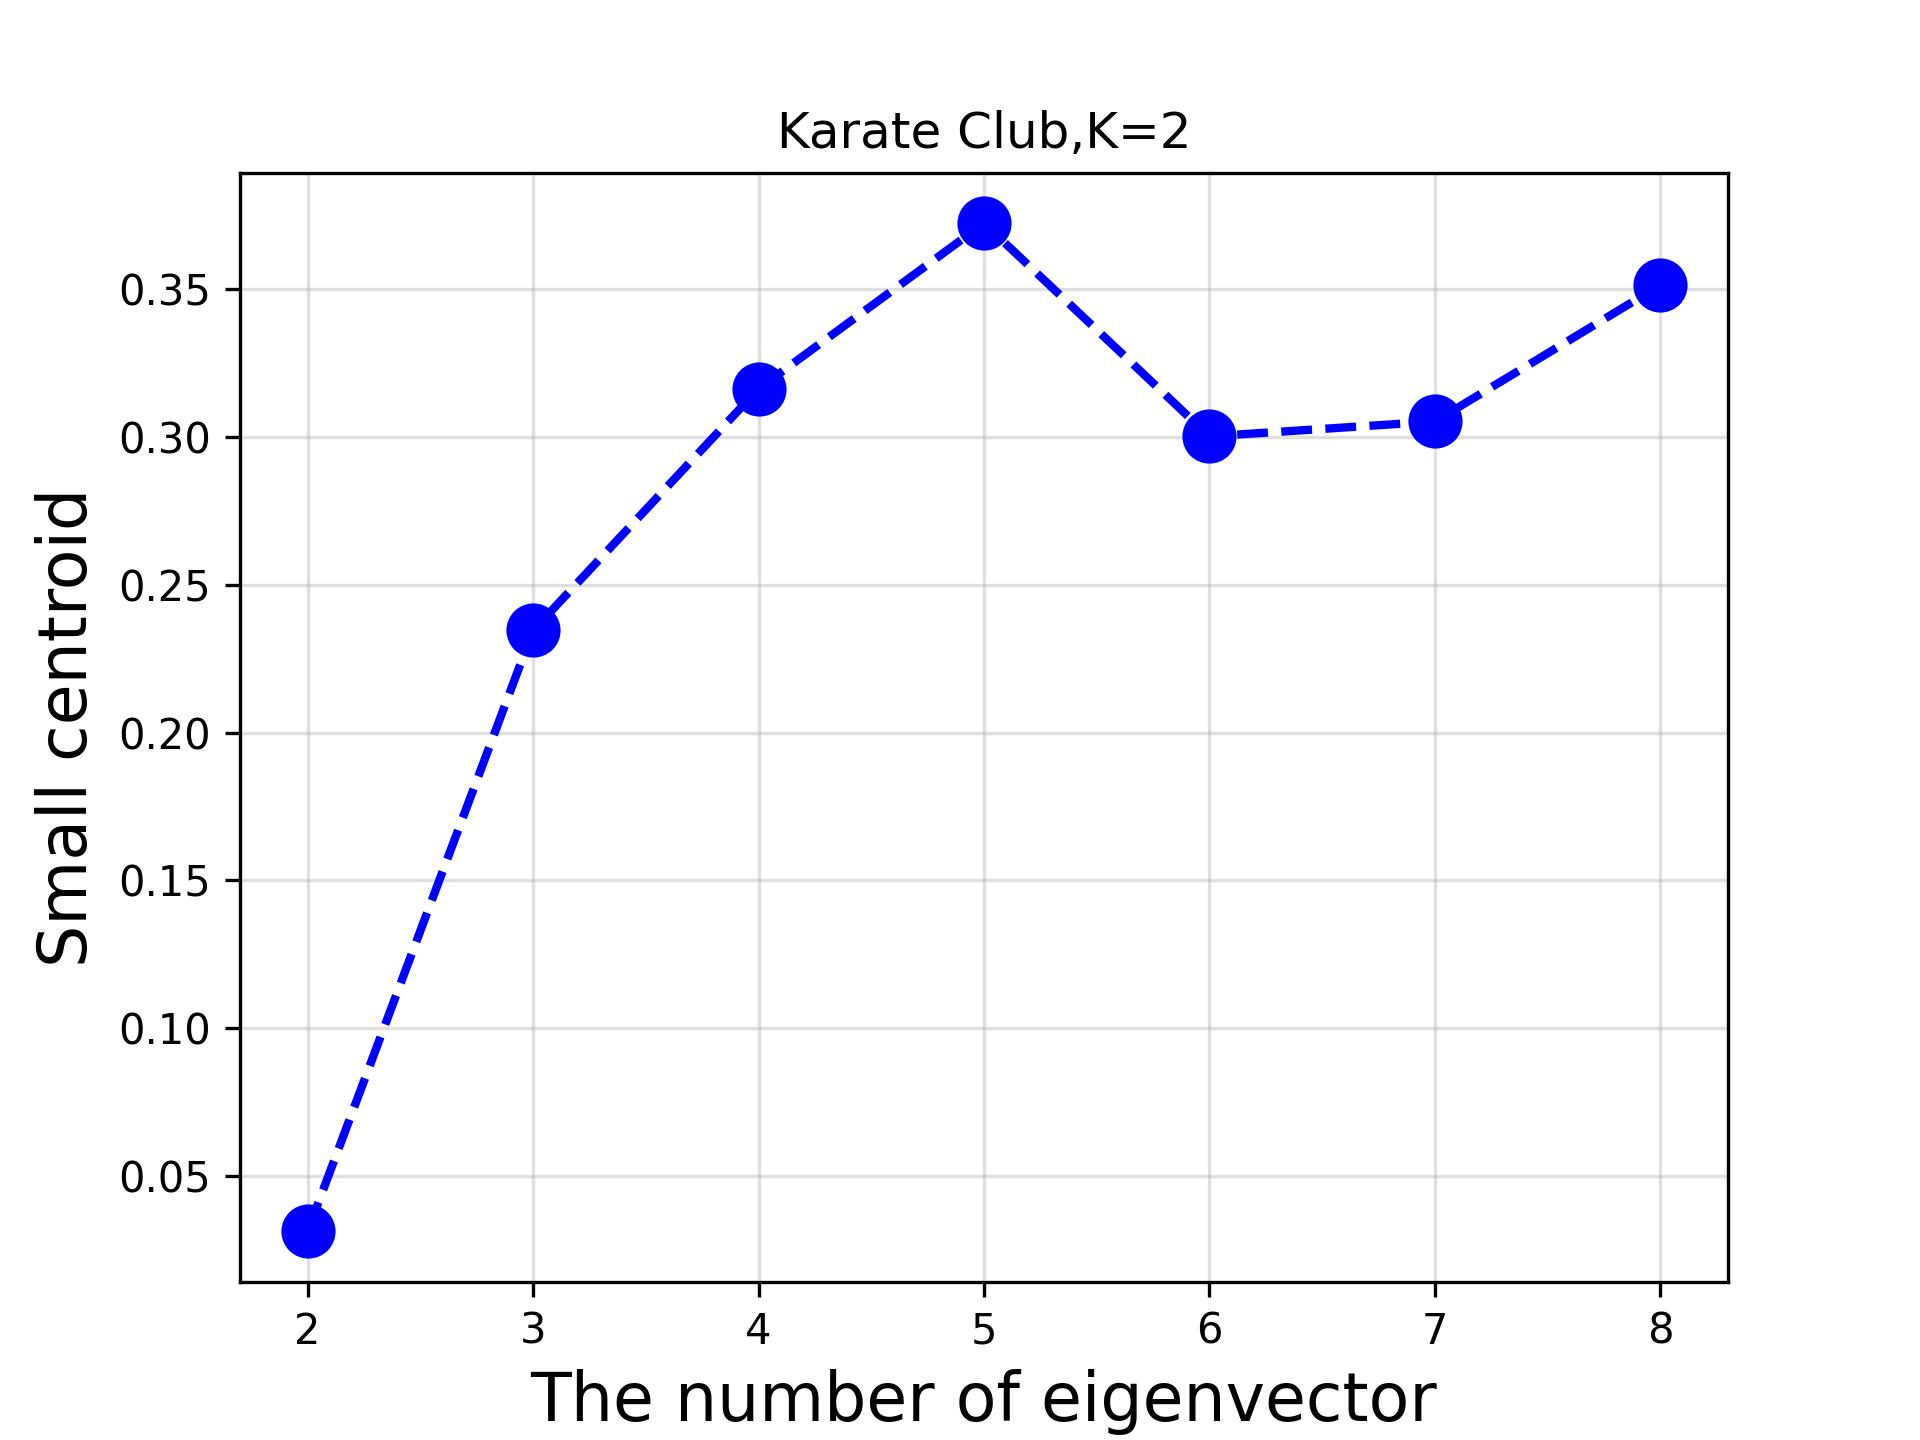 Karate Club,K=2
0.35
0.30
0.25
0.20
0.15
0.10
0.05
Small centroid
2 3 4 5 6 7 8
The number of eigenvector